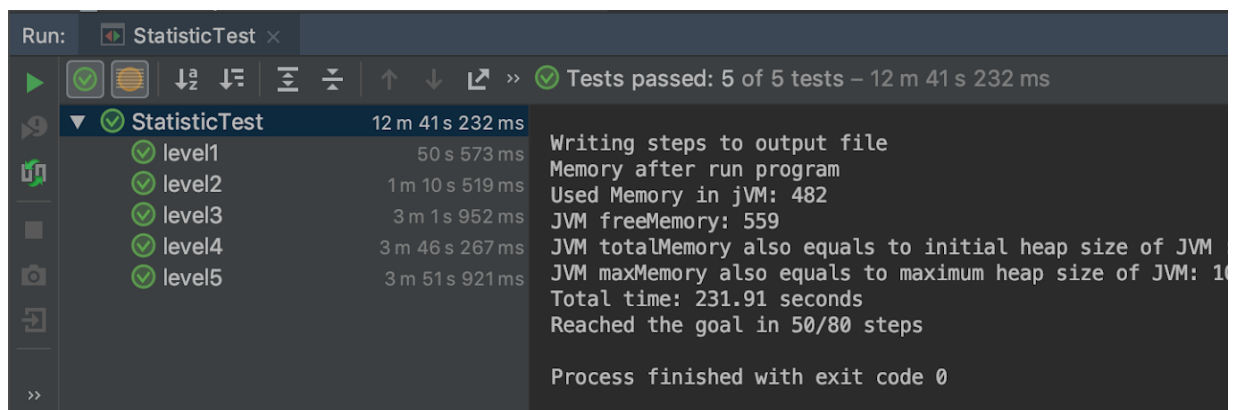 Run: StatisticTest
Tests passed: 5 of 5 tests – 12 m 41 s 232 ms
StatisticTest 12 m 41 s 232 ms
level1 50 s 573 ms
level2 1 m 10 s 519 ms
level3 3 m 1 s 952 ms
level4 3 m 46 s 267 ms
level5 3 m 51 s 921 ms
Writing steps to output file
Memory after run program
Used Memory in jVM: 482
JVM freeMemory: 559
JVM totalMemory also equals to initial heap size of JVM
JVM maxMemory also equals to maximum heap size of JVM:
Total time: 231.91 seconds
Reached the goal in 50/80 steps
Process finished with exit code 0